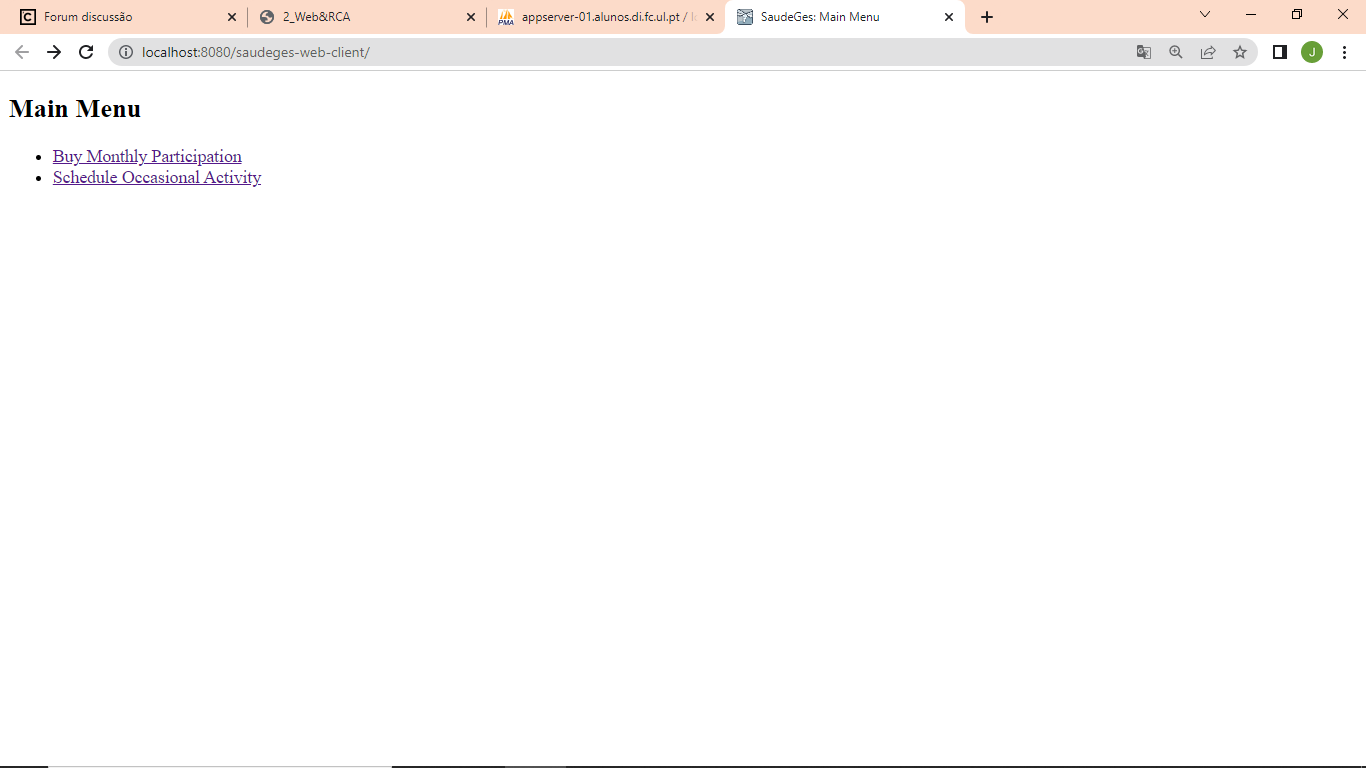 Forum discussão
2_Web&RCA
PMA
appserver-01.alunos.di.fc.ul.pt /
SaudeGes: Main Menu
localhost:8080/saudeges-web-client/
J
Main Menu
Buy Monthly Participation
Schedule Occasional Activity